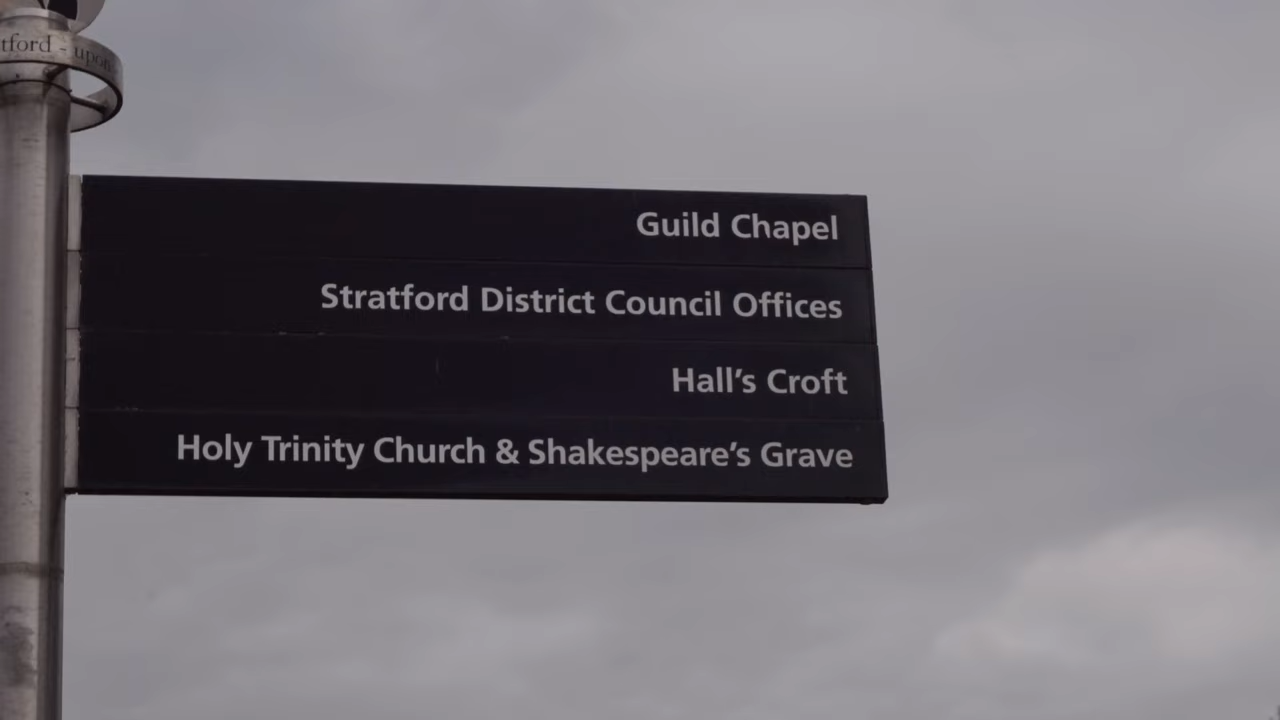 tford - upon
Guild Chapel
Stratford District Council Offices
Hall's Croft
Holy Trinity Church & Shakespeare's Grave